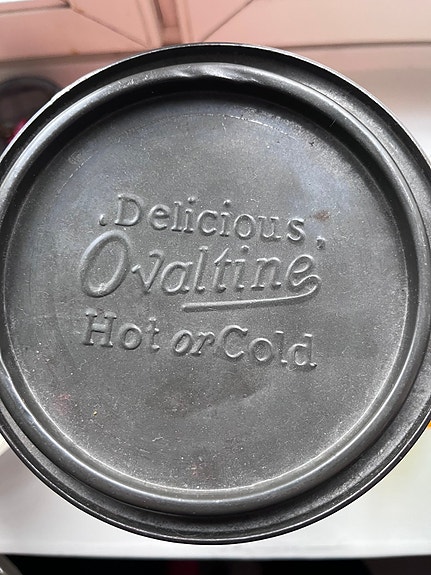 Delicious
Ovaltine
Hot or Cold